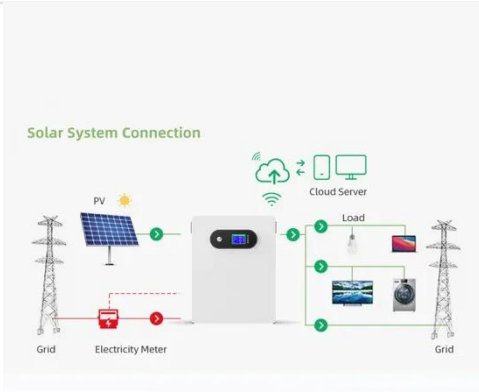 Solar System Connection
Cloud Server
PV
Load
Grid
Electricity Meter
Grid